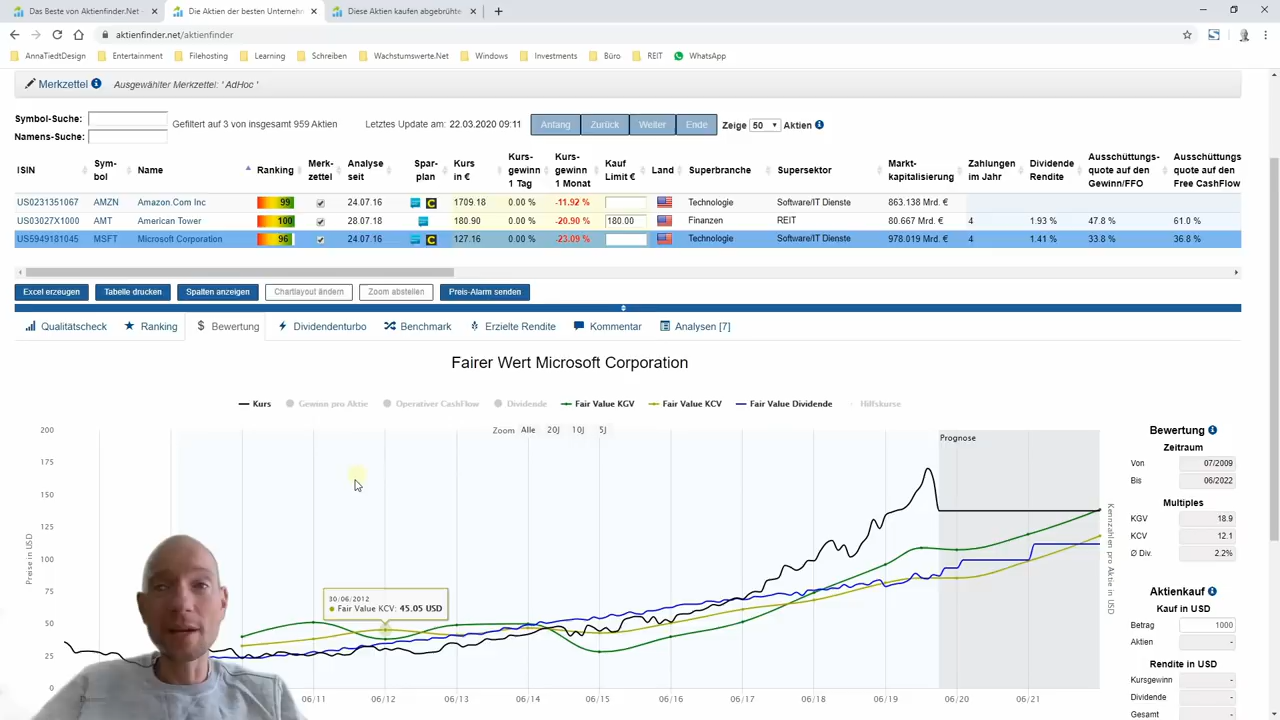 Das Beste von Aktienfinder.Net -
Die Aktien der besten Unternehm
Diese Aktien kaufen abgebrühte
aktienfinder.net/aktienfinder
AnnaTiedtDesign
Entertainment
Filehosting
Learning
Schreiben
Wachstumswerte.Net
Windows
Investments
Büro
REIT
WhatsApp
Merkzettel Ausgewählter Merkzettel: ' AdHoc '
Symbol-Suche:
Namens-Suche:
Gefiltert auf 3 von insgesamt 959 Aktien
Letztes Update am: 22.03.2020 09:11
Anfang Zurück Weiter Ende
Zeige 50 Aktien
ISIN Sym-bol Name Ranking Merk-zettel Analyse seit Spar-plan Kurs in € Kurs-gewinn 1 Tag Kurs-gewinn 1 Monat Kauf Limit € Land Superbranche Supersektor Markt-kapitalisierung Zahlungen im Jahr Dividende Rendite Ausschüttungs-quote auf den Gewinn/FFO Ausschüttungs-quote auf den Free CashFlow
US0231351067 AMZN Amazon.Com Inc 99 24.07.16 C 1709.18 0.00 % -11.92 % Technologie Software/IT Dienste 863.138 Mrd. €
US03027X1000 AMT American Tower 100 28.07.18 180.90 0.00 % -20.90 % 180.00 Finanzen REIT 80.667 Mrd. € 4 1.93 % 47.8 % 61.0 %
US5949181045 MSFT Microsoft Corporation 96 24.07.16 C 127.16 0.00 % -23.09 % Technologie Software/IT Dienste 978.019 Mrd. € 4 1.41 % 33.8 % 36.8 %
Excel erzeugen Tabelle drucken Spalten anzeigen Chartlayout ändern Zoom abstellen Preis-Alarm senden
Qualitätscheck Ranking Bewertung Dividendenturbo Benchmark Erzielte Rendite Kommentar Analysen [7]
Fairer Wert Microsoft Corporation
Kurs Gewinn pro Aktie Operativer CashFlow Dividende Fair Value KGV Fair Value KCV Fair Value Dividende Hilfskurse
Zoom Alle 20J 10J 5J
Prognose
200
175
150
125
100
75
50
25
0
Preise in USD
Kennzahlen pro Aktie in USD
30/06/2012
Fair Value KCV: 45.05 USD
06/11 06/12 06/13 06/14 06/15 06/16 06/17 06/18 06/19 06/20 06/21
Bewertung
Zeitraum
Von 07/2009
Bis 06/2022
Multiples
KGV 18.9
KCV 12.1
Ø Div. 2.2%
Aktienkauf
Kauf in USD
Betrag 1000
Aktien -
Rendite in USD
Kursgewinn -
Dividende -
Gesamt -